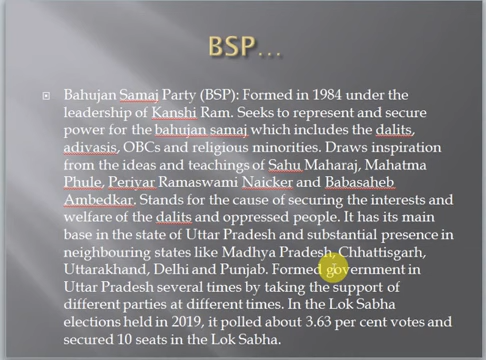 BSP...
Bahujan Samaj Party (BSP): Formed in 1984 under the
leadership of Kanshi Ram. Seeks to represent and secure
power for the bahujan samaj which includes the dalits,
adivasis, OBCs and religious minorities. Draws inspiration
from the ideas and teachings of Sahu Maharaj, Mahatma
Phule, Periyar Ramaswami Naicker and Babasaheb
Ambedkar. Stands for the cause of securing the interests and
welfare of the dalits and oppressed people. It has its main
base in the state of Uttar Pradesh and substantial presence in
neighbouring states like Madhya Pradesh, Chhattisgarh,
Uttarakhand, Delhi and Punjab. Formed government in
Uttar Pradesh several times by taking the support of
different parties at different times. In the Lok Sabha
elections held in 2019, it polled about 3.63 per cent votes and
secured 10 seats in the Lok Sabha.